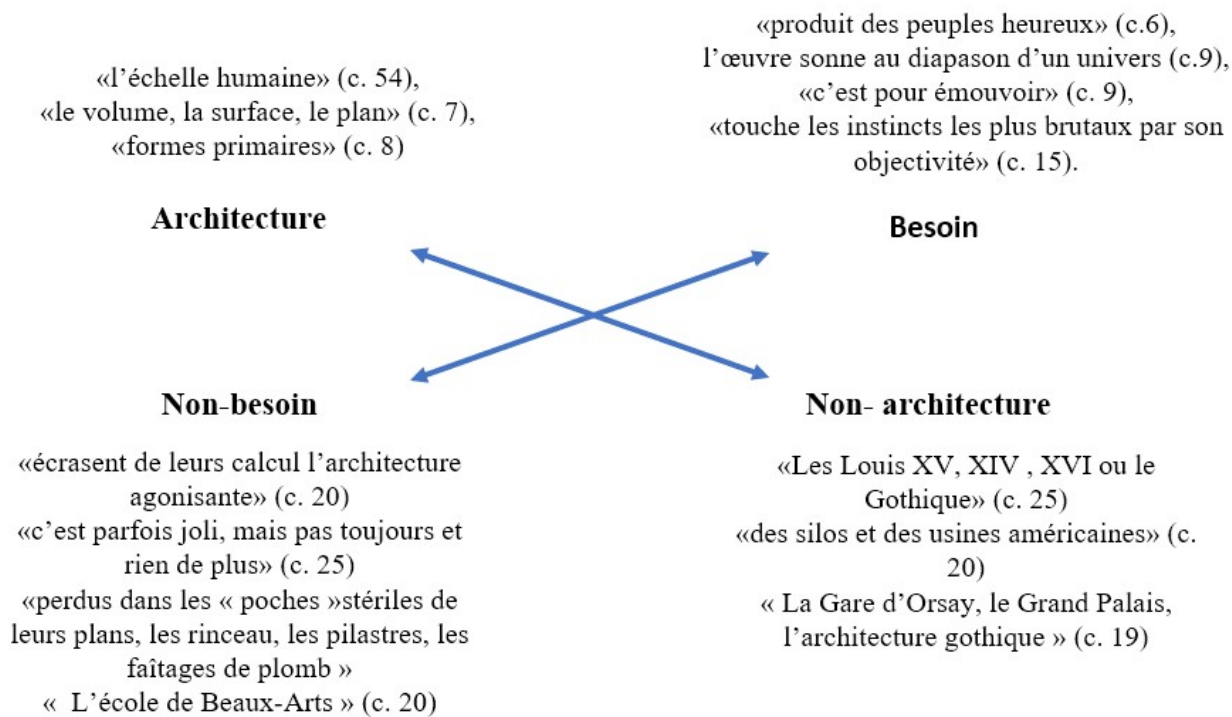 «l’échelle humaine» (c. 54),
«le volume, la surface, le plan» (c. 7),
«formes primaires» (c. 8)
Architecture
«produit des peuples heureux» (c.6),
l’œuvre sonne au diapason d’un univers (c.9),
«c’est pour émouvoir» (c. 9),
«touche les instincts les plus brutaux par son
objectivité» (c. 15).
Besoin
Non-besoin
«écrasent de leurs calcul l’architecture
agonisante» (c. 20)
«c’est parfois joli, mais pas toujours et
rien de plus» (c. 25)
«perdus dans les « poches »stériles de
leurs plans, les rinceau, les pilastres, les
faîtages de plomb »
« L’école de Beaux-Arts » (c. 20)
Non- architecture
«Les Louis XV, XIV , XVI ou le
Gothique» (c. 25)
«des silos et des usines américaines» (c.
20)
« La Gare d’Orsay, le Grand Palais,
l’architecture gothique » (c. 19)